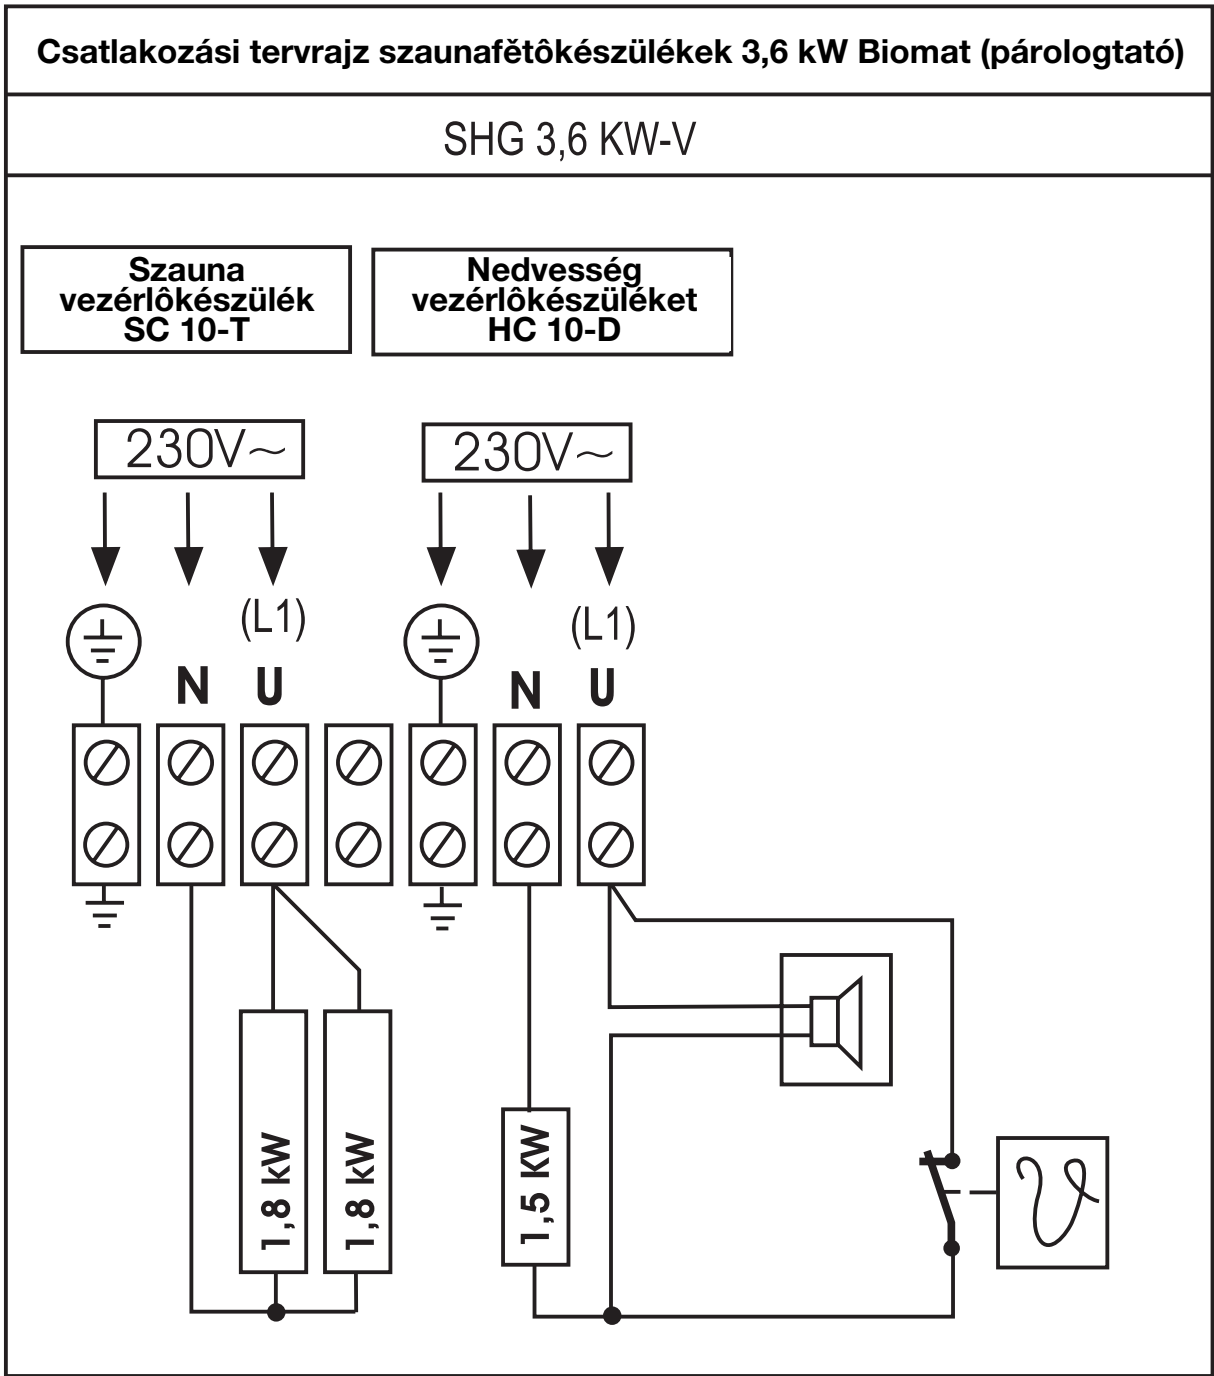 Csatlakozási tervrajz szaunafětôkészülékek 3,6 kW Biomat (párologtató)
SHG 3,6 KW-V
Szauna
vezérlôkészülék
SC 10-T
Nedvesség
vezérlôkészüléket
HC 10-D
230V~
230V~
(L1)
(L1)
N
U
N
U
1,8 kW
1,8 kW
1,5 KW
ϑ